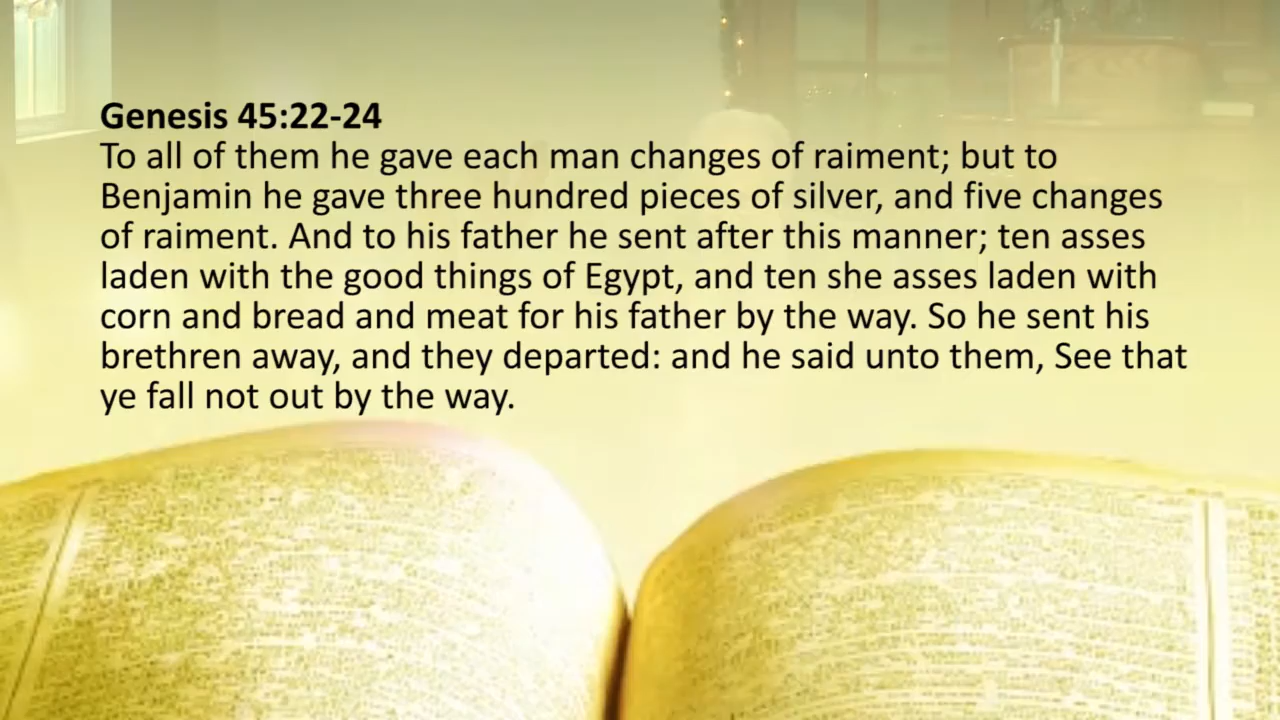 Genesis 45:22-24
To all of them he gave each man changes of raiment; but to
Benjamin he gave three hundred pieces of silver, and five changes
of raiment. And to his father he sent after this manner; ten asses
laden with the good things of Egypt, and ten she asses laden with
corn and bread and meat for his father by the way. So he sent his
brethren away, and they departed: and he said unto them, See that
ye fall not out by the way.